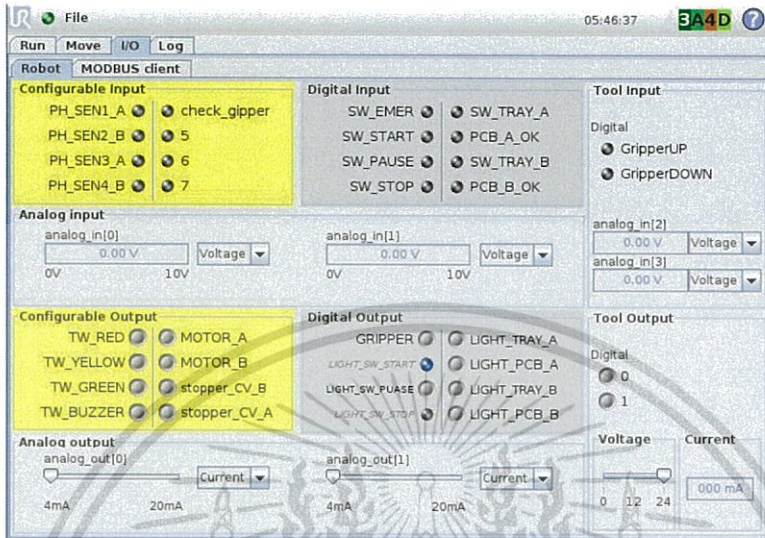 UR File 05:46:37 3A4D ?
Run Move I/O Log
Robot MODBUS client
Configurable Input
PH_SEN1_A check_gipper
PH_SEN2_B 5
PH_SEN3_A 6
PH_SEN4_B 7
Digital Input
SW_EMER SW_TRAY_A
SW_START PCB_A_OK
SW_PAUSE SW_TRAY_B
SW_STOP PCB_B_OK
Tool Input
Digital
GripperUP
GripperDOWN
Analog input
analog_in[0]
0.00 V Voltage
0V 10V
analog_in[1]
0.00 V Voltage
0V 10V
analog_in[2]
0.00 V Voltage
analog_in[3]
0.00 V Voltage
Configurable Output
TW_RED MOTOR_A
TW_YELLOW MOTOR_B
TW_GREEN stopper_CV_B
TW_BUZZER stopper_CV_A
Digital Output
GRIPPER LIGHT_TRAY_A
LIGHT_SW_START LIGHT_PCB_A
LIGHT_SW_PUASE LIGHT_TRAY_B
LIGHT_SW_STOP LIGHT_PCB_B
Tool Output
Digital
0
1
Analog output
analog_out[0]
Current
4mA 20mA
analog_out[1]
Current
4mA 20mA
Voltage Current
000 mA
0 12 24